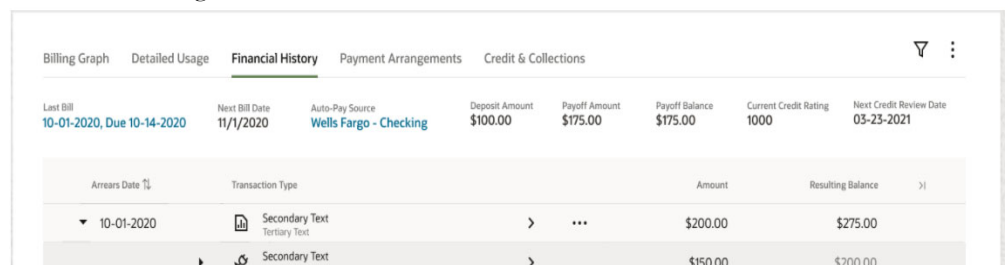 Billing Graph Detailed Usage Financial History Payment Arrangements Credit & Collections
Last Bill Next Bill Date Auto-Pay Source Deposit Amount Payoff Amount Payoff Balance Current Credit Rating Next Credit Review Date
10-01-2020, Due 10-14-2020 11/1/2020 Wells Fargo - Checking $100.00 $175.00 $175.00 1000 03-23-2021
Arrears Date Transaction Type Amount Resulting Balance
10-01-2020 Secondary Text $200.00 $275.00
Tertiary Text
Secondary Text $150.00 $200.00